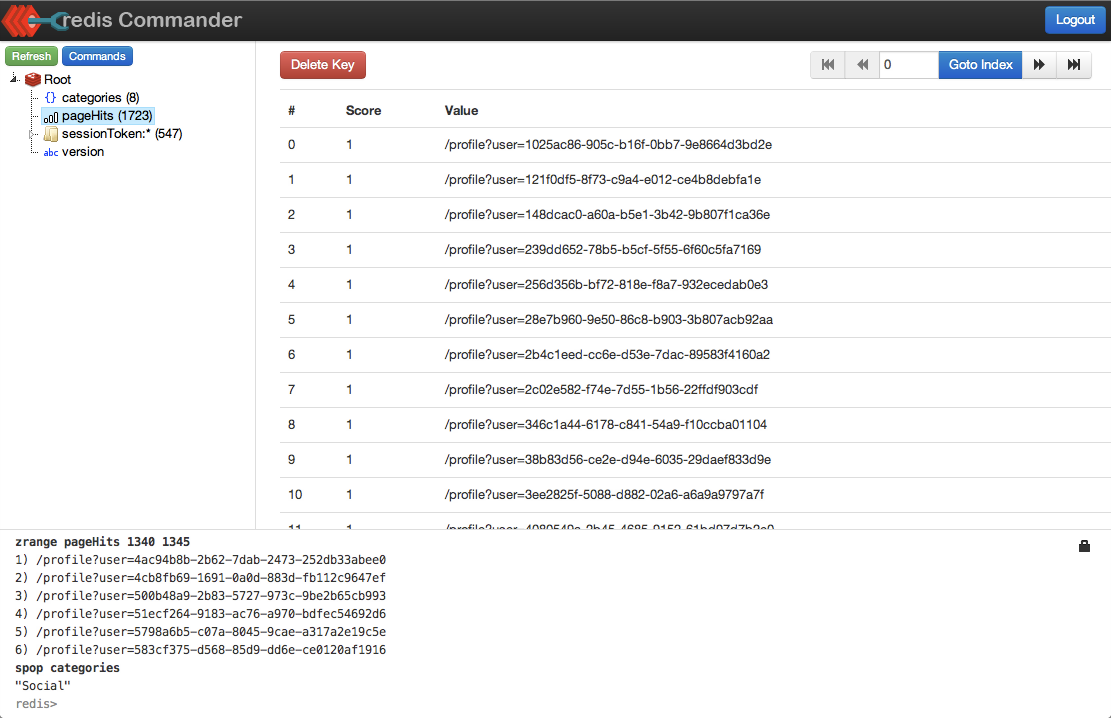 redis Commander
Logout
Refresh
Commands
Root
{} categories (8)
pageHits (1723)
sessionToken:* (547)
abc version
Delete Key
0
Goto Index
# Score Value
0 1 /profile?user=1025ac86-905c-b16f-0bb7-9e8664d3bd2e
1 1 /profile?user=121f0df5-8f73-c9a4-e012-ce4b8debfa1e
2 1 /profile?user=148dcac0-a60a-b5e1-3b42-9b807f1ca36e
3 1 /profile?user=239dd652-78b5-b5cf-5f55-6f60c5fa7169
4 1 /profile?user=256d356b-bf72-818e-f8a7-932ecedab0e3
5 1 /profile?user=28e7b960-9e50-86c8-b903-3b807acb92aa
6 1 /profile?user=2b4c1eed-cc6e-d53e-7dac-89583f4160a2
7 1 /profile?user=2c02e582-f74e-7d55-1b56-22ffdf903cdf
8 1 /profile?user=346c1a44-6178-c841-54a9-f10ccba01104
9 1 /profile?user=38b83d56-ce2e-d94e-6035-29daef833d9e
10 1 /profile?user=3ee2825f-5088-d882-02a6-a6a9a9797a7f
11 1
zrange pageHits 1340 1345
1) /profile?user=4ac94b8b-2b62-7dab-2473-252db33abee0
2) /profile?user=4cb8fb69-1691-0a0d-883d-fb112c9647ef
3) /profile?user=500b48a9-2b83-5727-973c-9be2b65cb993
4) /profile?user=51ecf264-9183-ac76-a970-bdfec54692d6
5) /profile?user=5798a6b5-c07a-8045-9cae-a317a2e19c5e
6) /profile?user=583cf375-d568-85d9-dd6e-ce0120af1916
spop categories
"Social"
redis>